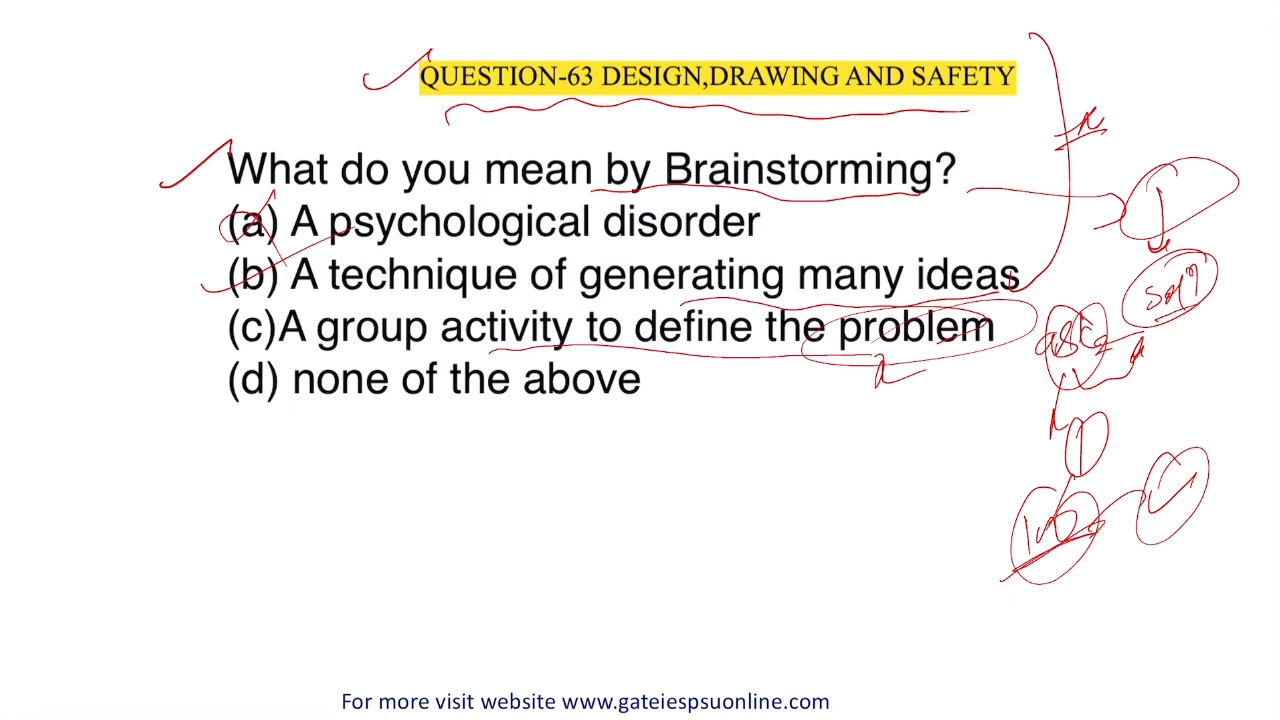 QUESTION-63 DESIGN,DRAWING AND SAFETY
What do you mean by Brainstorming?
(a) A psychological disorder
(b) A technique of generating many ideas
(c)A group activity to define the problem
(d) none of the above
For more visit website www.gateiespsuonline.com